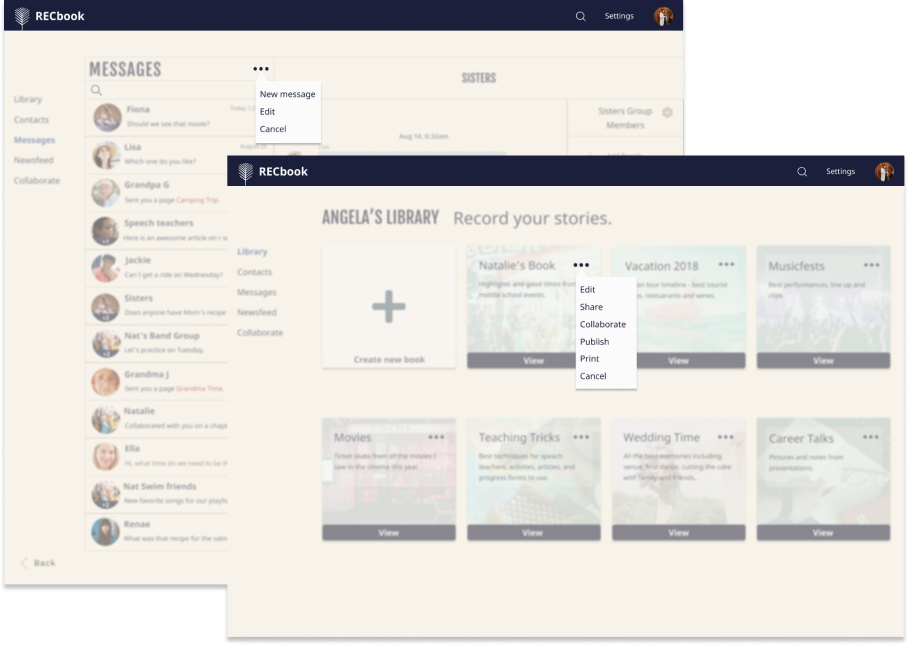 RECbook
Settings
MESSAGES
SISTERS
New message
Edit
Cancel
Library
Contacts
Messages
Newsfeed
Collaborate
Fiona
Should we see that movie?
Lisa
Which one do you like?
Grandpa G
Sent you a page Camping Trip.
Speech teachers
Here is an awesome article on
Jackie
Can I get a ride on Wednesday?
Sisters
Does anyone have Mom's recipe
Nat's Band Group
Let's practice on Tuesday.
Grandma J
Sent you a page Grandma Time.
Natalie
Collaborated with you on a
Ella
Hi, what time do we need to be
Nat Swim friends
New favorite songs for our
Renae
What was that recipe for the
Back
Aug 14, 6:32am
Sisters Group
Members
RECbook
Settings
ANGELA'S LIBRARY Record your stories.
Library
Contacts
Messages
Newsfeed
Collaborate
Create new book
Natalie's Book
Highlights and good times from
middle school events.
View
Edit
Share
Collaborate
Publish
Print
Cancel
Vacation 2018
tour timeline - best tourist
restaurants and wines.
View
Musicfests
Best performances, line up and
clips.
View
Movies
Ticket stubs from all the movies I
saw in the cinema this year.
View
Teaching Tricks
Best techniques for speech
teachers, activities, articles, and
progress forms to use.
View
Wedding Time
All the best memories including
venue, first dance, cutting the cake
with family and friends.
View
Career Talks
Pictures and notes from
presentations.
View